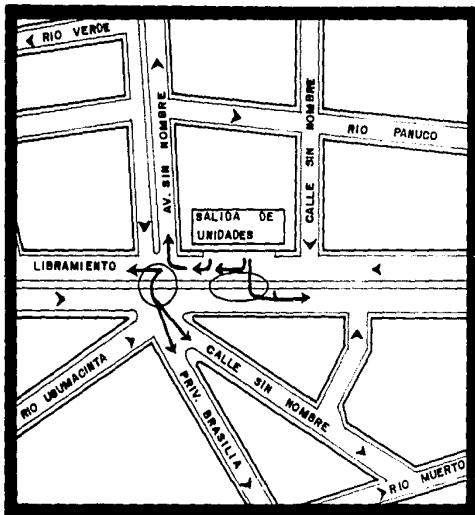 RIO VERDE
AV. SIN NOMBRE
CALLE SIN NOMBRE
RIO PANUCO
SALIDA DE
UNIDADES
LIBRAMIENTO
RIO USUMACINTA
PRIV. BRASILIA
CALLE SIN NOMBRE
RIO MUERTO